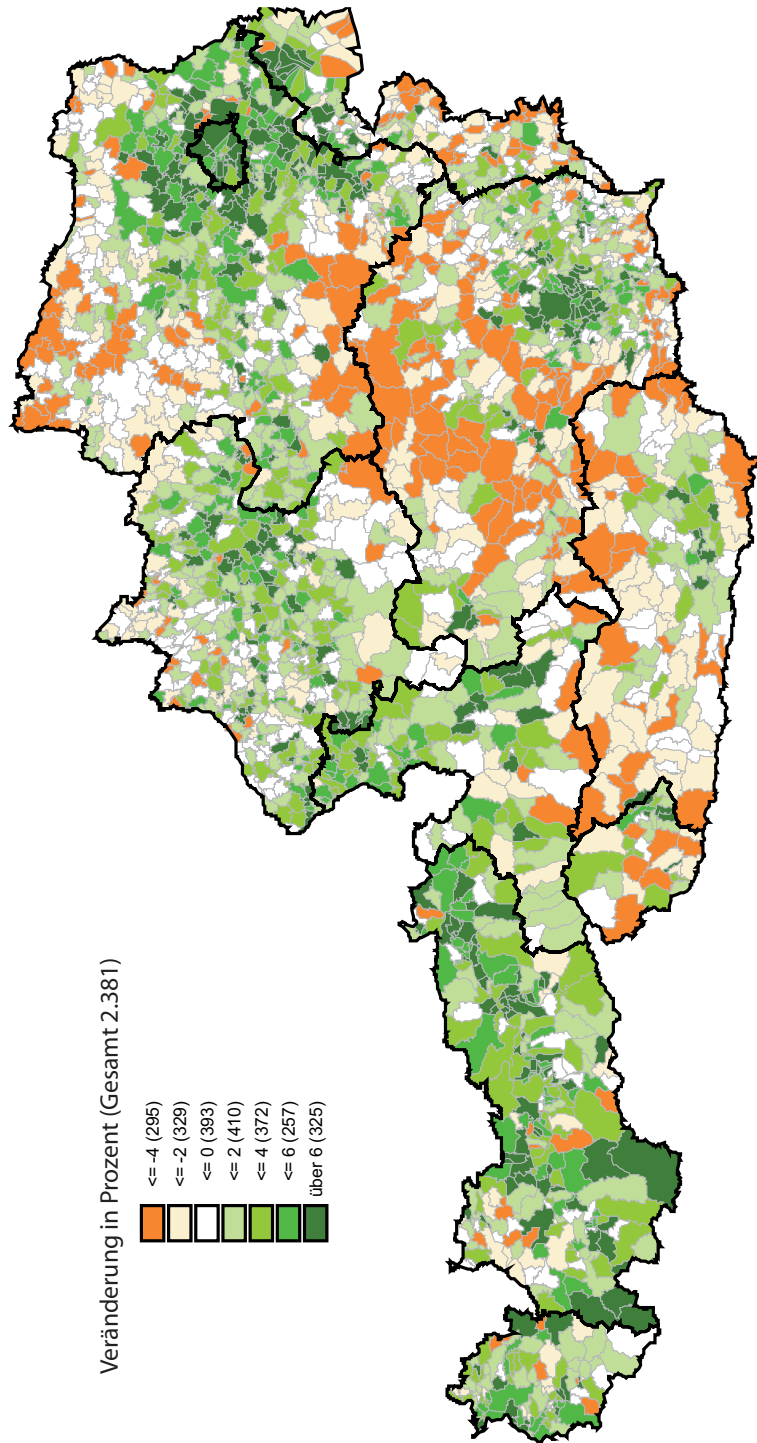 Veränderung in Prozent (Gesamt 2.381)
<= -4 (295)
<= -2 (329)
<= 0 (393)
<= 2 (410)
<= 4 (372)
<= 6 (257)
über 6 (325)